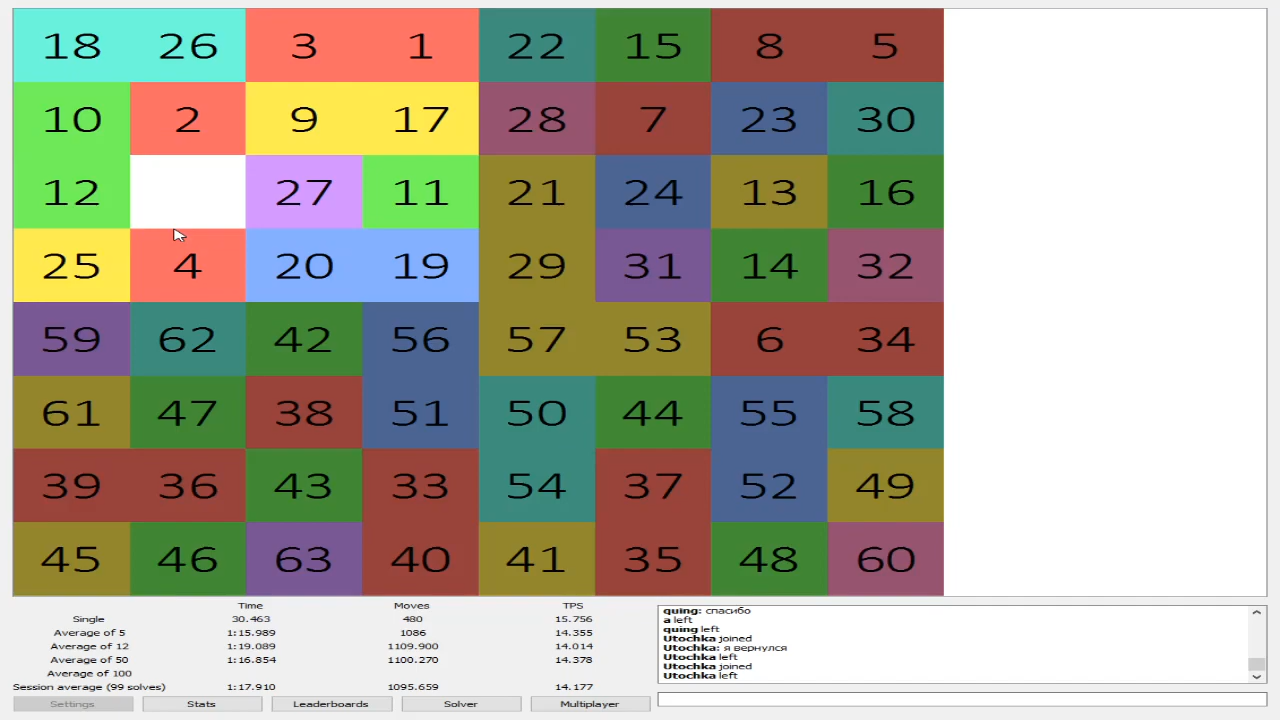 18 26 3 1 22 15 8 5
10 2 9 17 28 7 23 30
12 27 11 21 24 13 16
25 4 20 19 29 31 14 32
59 62 42 56 57 53 6 34
61 47 38 51 50 44 55 58
39 36 43 33 54 37 52 49
45 46 63 40 41 35 48 60
Time Moves TPS
Single 30.463 480 15.756
Average of 5 1:15.989 1086 14.355
Average of 12 1:19.089 1109.900 14.014
Average of 50 1:16.854 1100.270 14.378
Average of 100
Session average (99 solves) 1:17.910 1095.659 14.177
Settings Stats Leaderboards Solver Multiplayer
quing: спасибо
a left
quing left
Utochka joined
Utochka: я вернулся
Utochka left
Utochka joined
Utochka left